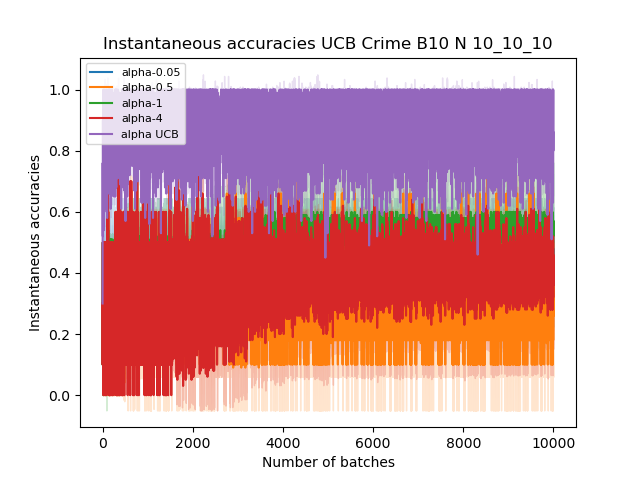 Instantaneous accuracies UCB Crime B10 N 10_10_10
alpha-0.05
alpha-0.5
alpha-1
alpha-4
alpha UCB
1.0
0.8
0.6
0.4
0.2
0.0
Instantaneous accuracies
0
2000
4000
6000
8000
10000
Number of batches